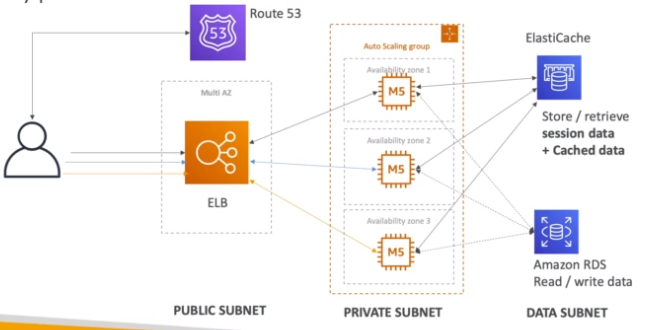 Route 53
53
ElastiCache
Auto Scaling group
Multi AZ
Availability zone 1
M5
Store / retrieve
session data
+ Cached data
Availability zone 2
M5
ELB
Availability zone 3
M5
Amazon RDS
Read / write data
PUBLIC SUBNET
PRIVATE SUBNET
DATA SUBNET